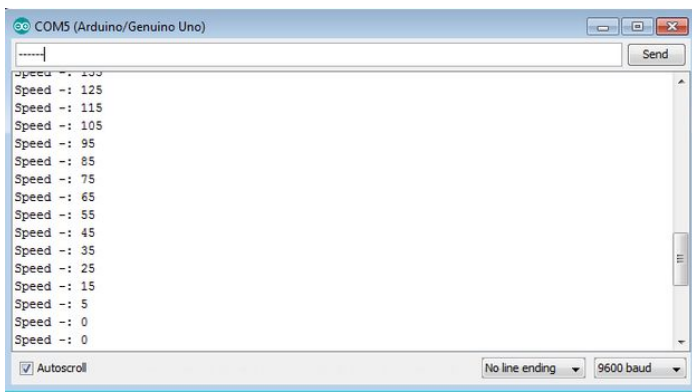 COM5 (Arduino/Genuino Uno)
------
Send
Speed -: 135
Speed -: 125
Speed -: 115
Speed -: 105
Speed -: 95
Speed -: 85
Speed -: 75
Speed -: 65
Speed -: 55
Speed -: 45
Speed -: 35
Speed -: 25
Speed -: 15
Speed -: 5
Speed -: 0
Speed -: 0
Autoscroll
No line ending
9600 baud